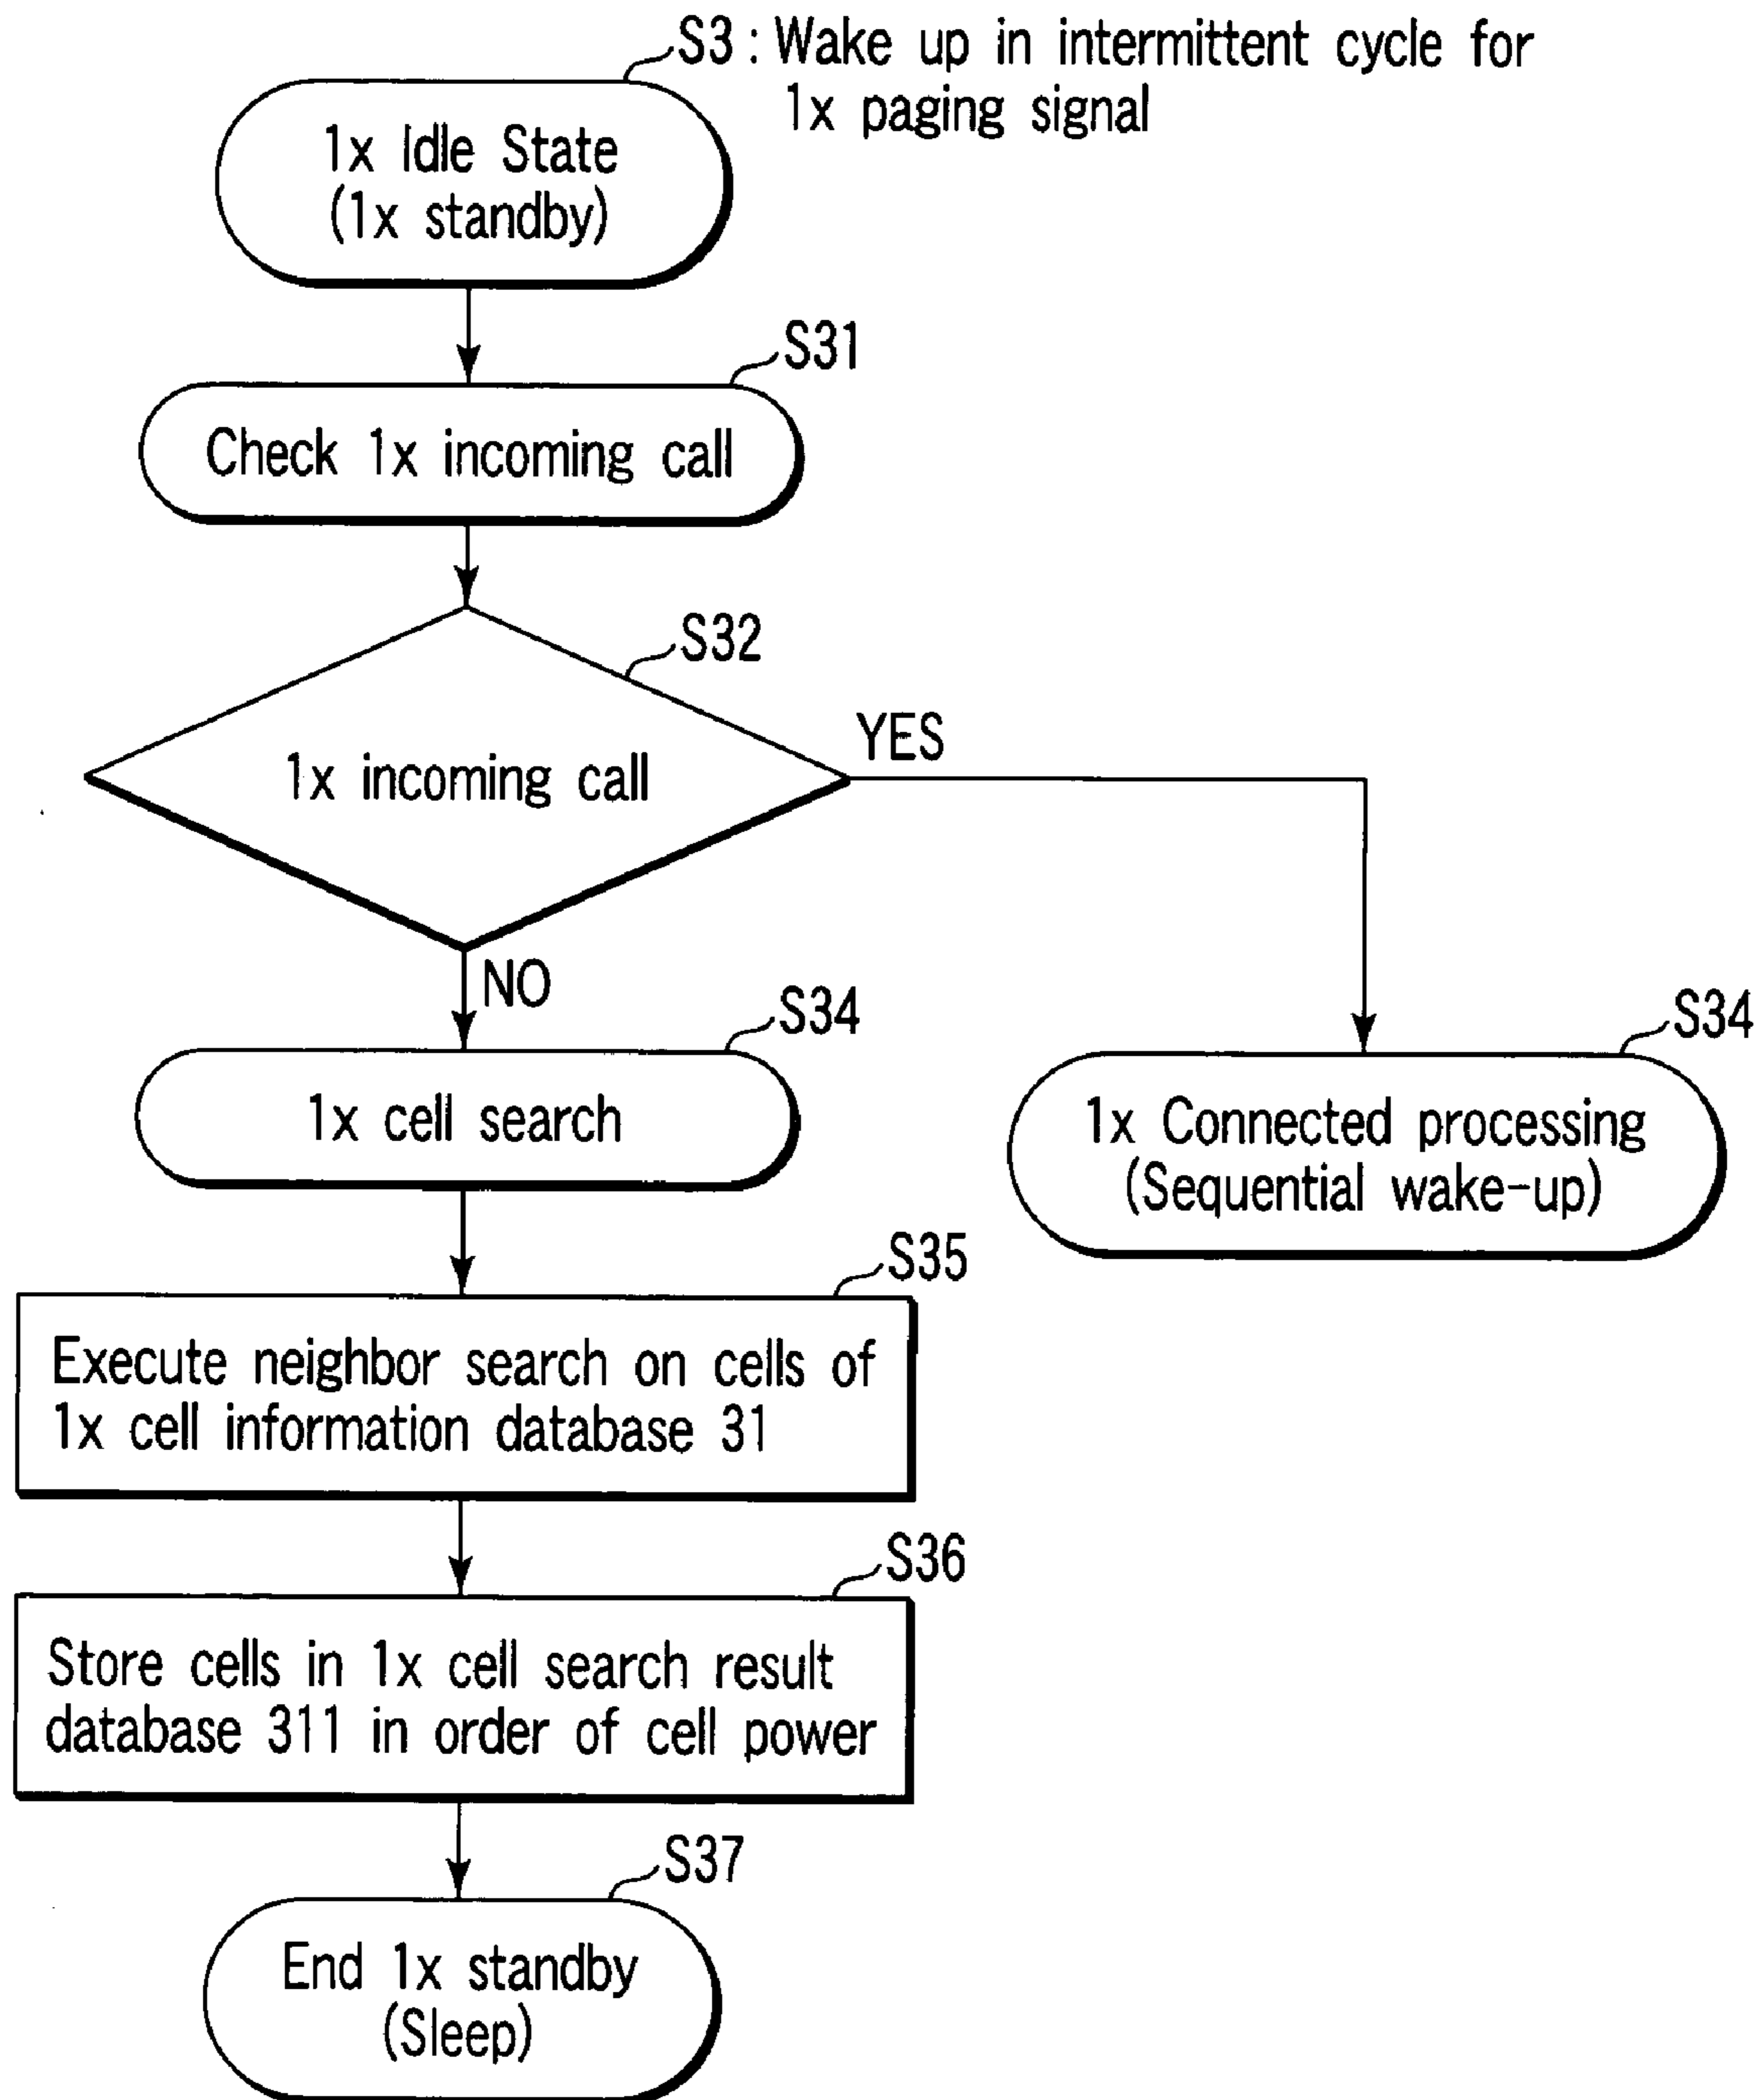 S3 : Wake up in intermittent cycle for
1x paging signal
1x Idle State
(1x standby)
S31
Check 1x incoming call
S32
1x incoming call
YES
NO
S34
1x cell search
S34
1x Connected processing
(Sequential wake-up)
S35
Execute neighbor search on cells of
1x cell information database 31
S36
Store cells in 1x cell search result
database 311 in order of cell power
S37
End 1x standby
(Sleep)